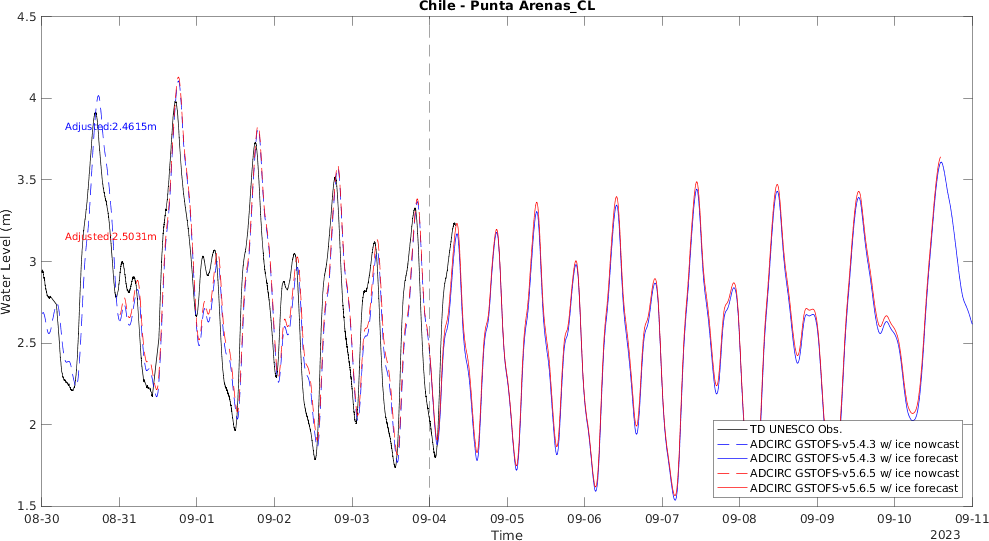 Chile - Punta Arenas_CL
4.5
4
3.5
3
2.5
2
1.5
Water Level (m)
Adjusted:2.4615m
Adjusted:2.5031m
TD UNESCO Obs.
ADCIRC GSTOFS-v5.4.3 w/ ice nowcast
ADCIRC GSTOFS-v5.4.3 w/ ice forecast
ADCIRC GSTOFS-v5.6.5 w/ ice nowcast
ADCIRC GSTOFS-v5.6.5 w/ ice forecast
08-30 08-31 09-01 09-02 09-03 09-04 09-05 09-06 09-07 09-08 09-09 09-10 09-11
Time
2023